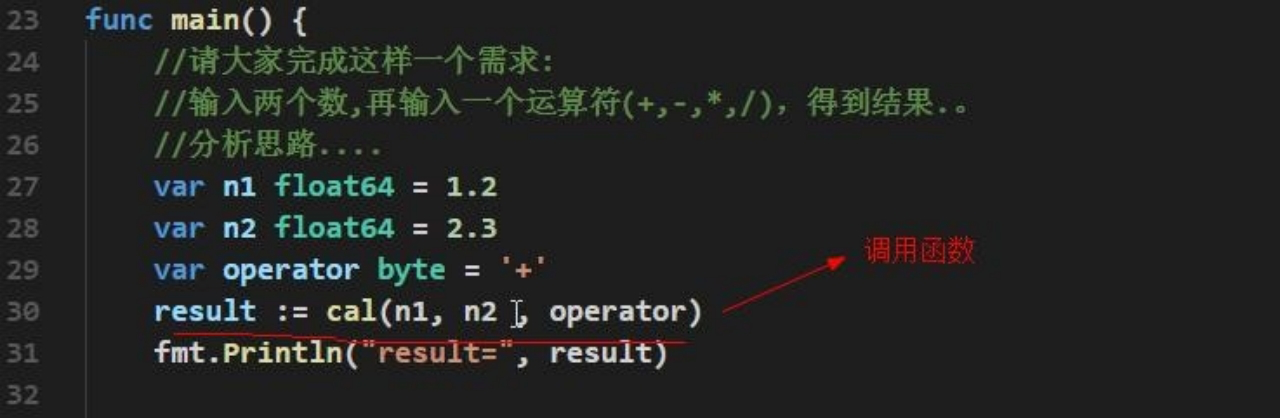 23 func main() {
24 //请大家完成这样一个需求:
25 //输入两个数,再输入一个运算符(+,-,*,/)，得到结果.。
26 //分析思路....
27 var n1 float64 = 1.2
28 var n2 float64 = 2.3
29 var operator byte = '+'
调用函数
30 result := cal(n1, n2 , operator)
31 fmt.Println("result=", result)
32